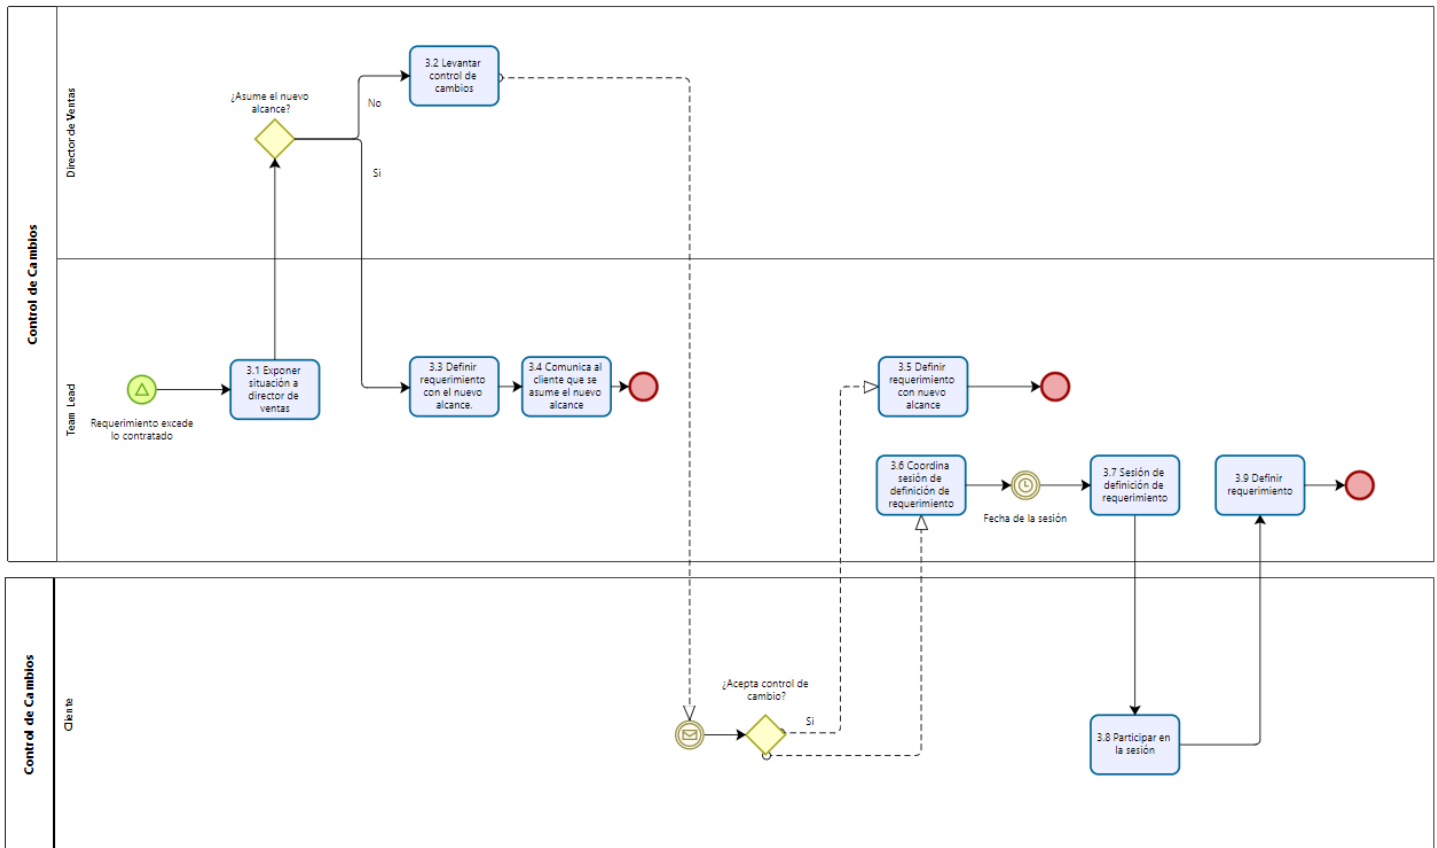 Control de Cambios
Director de Ventas
¿Asume el nuevo
alcance?
No
Si
3.2 Levantar
control de
cambios
Team Lead
Requerimiento excede
lo contratado
3.1 Exponer
situación a
director de
ventas
3.3 Definir
requerimiento
con el nuevo
alcance.
3.4 Comunica al
cliente que se
asume el nuevo
alcance
3.5 Definir
requerimiento
con nuevo
alcance
3.6 Coordina
sesión de
definición de
requerimiento
Fecha de la sesión
3.7 Sesión de
definición de
requerimiento
3.9 Definir
requerimiento
Control de Cambios
Cliente
¿Acepta control de
cambio?
Si
3.8 Participar en
la sesión